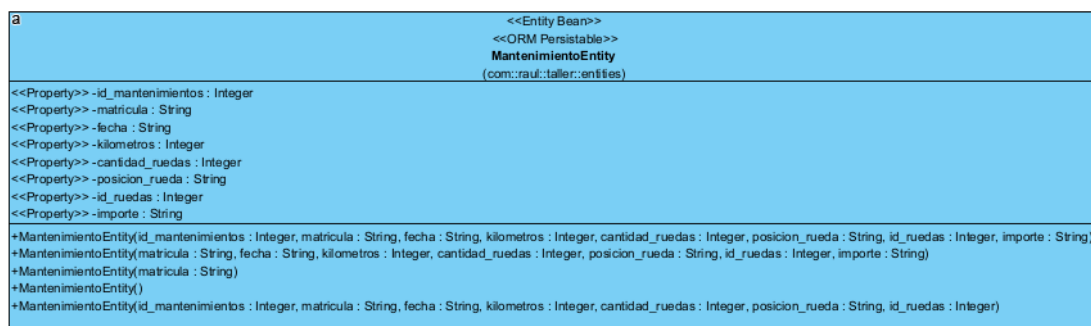 a
<<Entity Bean>>
<<ORM Persistable>>
MantenimientoEntity
(com::raul::taller::entities)
<<Property>> -id_mantenimientos : Integer
<<Property>> -matricula : String
<<Property>> -fecha : String
<<Property>> -kilometros : Integer
<<Property>> -cantidad_ruedas : Integer
<<Property>> -posicion_rueda : String
<<Property>> -id_ruedas : Integer
<<Property>> -importe : String
+MantenimientoEntity(id_mantenimientos : Integer, matricula : String, fecha : String, kilometros : Integer, cantidad_ruedas : Integer, posicion_rueda : String, id_ruedas : Integer, importe : String)
+MantenimientoEntity(matricula : String, fecha : String, kilometros : Integer, cantidad_ruedas : Integer, posicion_rueda : String, id_ruedas : Integer, importe : String)
+MantenimientoEntity(matricula : String)
+MantenimientoEntity()
+MantenimientoEntity(id_mantenimientos : Integer, matricula : String, fecha : String, kilometros : Integer, cantidad_ruedas : Integer, posicion_rueda : String, id_ruedas : Integer)